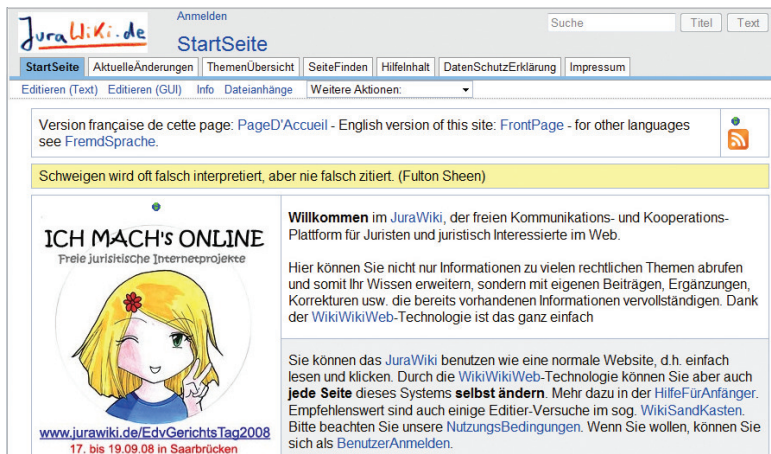 JuraWiki.de
Anmelden
StartSeite
Suche
Titel
Text
StartSeite AktuelleÄnderungen ThemenÜbersicht SeiteFinden HilfeInhalt DatenSchutzErklärung Impressum
Editieren (Text) Editieren (GUI) Info Dateianhänge Weitere Aktionen:
Version française de cette page: PageD'Accueil - English version of this site: FrontPage - for other languages
see FremdSprache.
Schweigen wird oft falsch interpretiert, aber nie falsch zitiert. (Fulton Sheen)
ICH MACH's ONLINE
Freie jurisitische Internetprojekte
www.jurawiki.de/EdvGerichtsTag2008
17. bis 19.09.08 in Saarbrücken
Willkommen im JuraWiki, der freien Kommunikations- und Kooperations-
Plattform für Juristen und juristisch Interessierte im Web.
Hier können Sie nicht nur Informationen zu vielen rechtlichen Themen abrufen
und somit Ihr Wissen erweitern, sondern mit eigenen Beiträgen, Ergänzungen,
Korrekturen usw. die bereits vorhandenen Informationen vervollständigen. Dank
der WikiWikiWeb-Technologie ist das ganz einfach
Sie können das JuraWiki benutzen wie eine normale Website, d.h. einfach
lesen und klicken. Durch die WikiWikiWeb-Technologie können Sie aber auch
jede Seite dieses Systems selbst ändern. Mehr dazu in der HilfeFürAnfänger.
Empfehlenswert sind auch einige Editier-Versuche im sog. WikiSandKasten.
Bitte beachten Sie unsere NutzungsBedingungen. Wenn Sie wollen, können Sie
sich als BenutzerAnmelden.